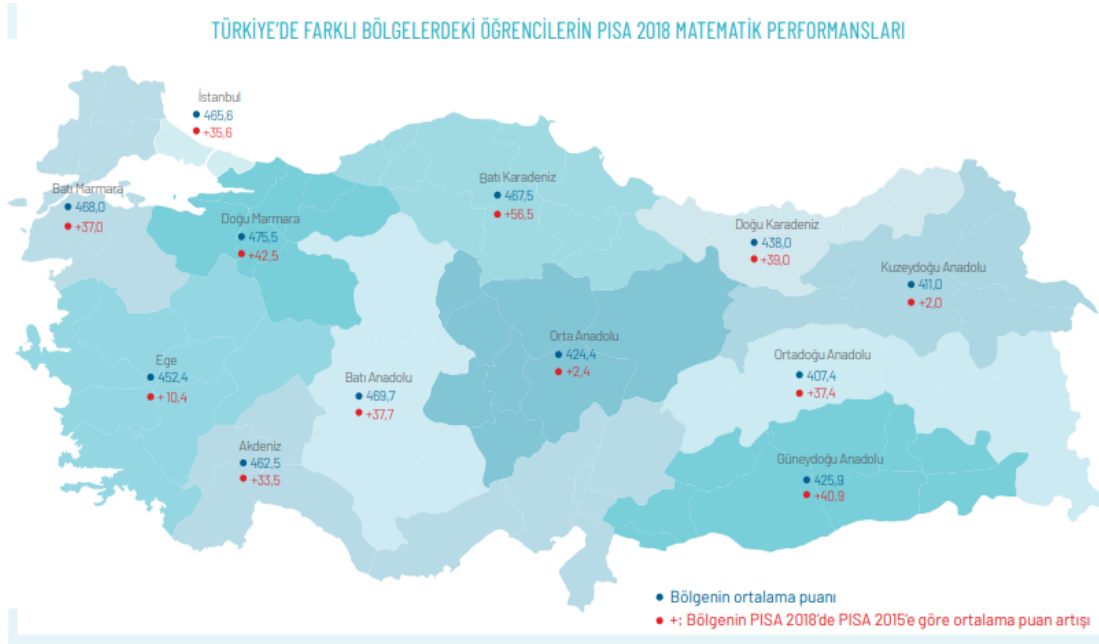 TÜRKİYE'DE FARKLI BÖLGELERDEKİ ÖĞRENCİLERİN PISA 2018 MATEMATİK PERFORMANSLARI
İstanbul
465,6
+35,6
Batı Marmara
468,0
+37,0
Doğu Marmara
475,5
+42,5
Batı Karadeniz
467,5
+56,5
Doğu Karadeniz
438,0
+39,0
Kuzeydoğu Anadolu
411,0
+2,0
Ege
452,4
+ 10,4
Batı Anadolu
469,7
+37,7
Orta Anadolu
424,4
+2,4
Ortadoğu Anadolu
407,4
+37,4
Akdeniz
462,5
+33,5
Güneydoğu Anadolu
425,9
+40,9
Bölgenin ortalama puanı
+: Bölgenin PISA 2018'de PISA 2015'e göre ortalama puan artışı